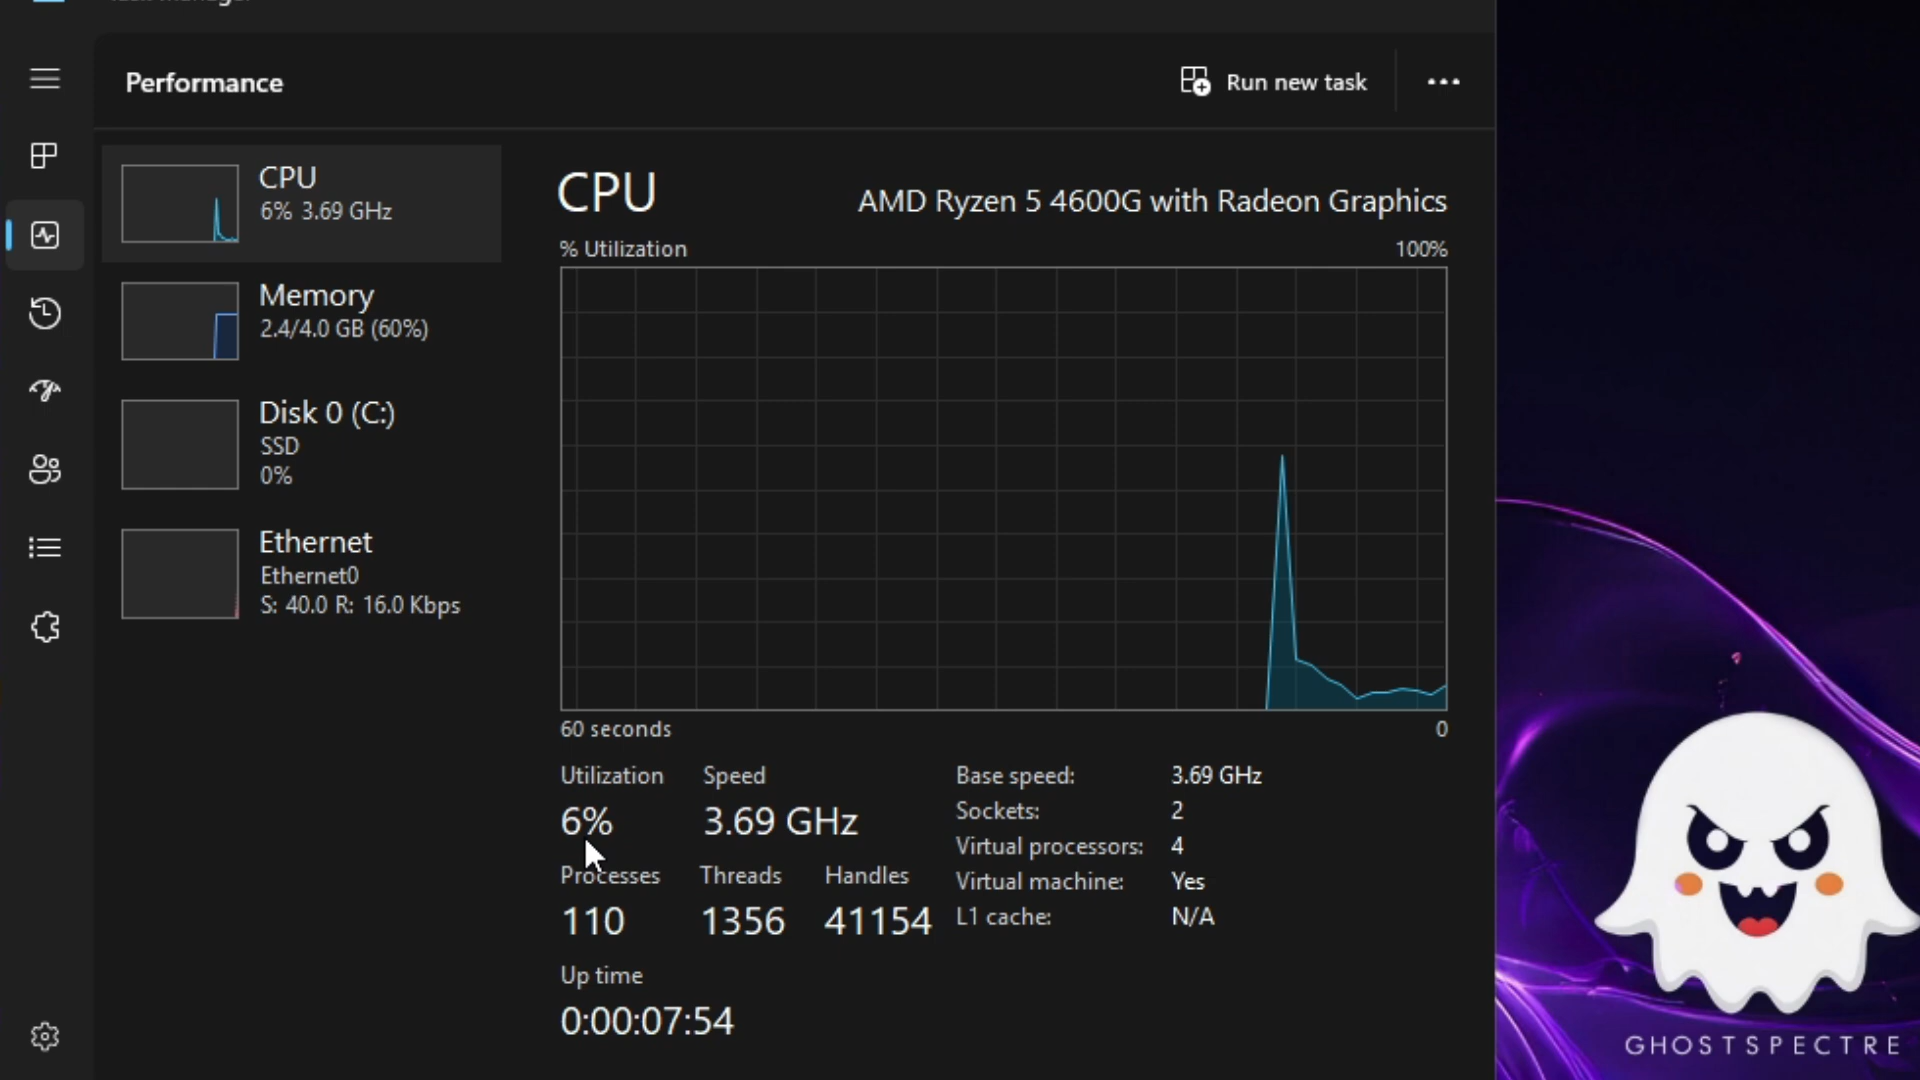 Task Manager
Performance
Run new task
CPU
6% 3.69 GHz
Memory
2.4/4.0 GB (60%)
Disk 0 (C:)
SSD
0%
Ethernet
Ethernet0
S: 40.0 R: 16.0 Kbps
CPU
AMD Ryzen 5 4600G with Radeon Graphics
% Utilization
100%
60 seconds
0
Utilization
Speed
6%
3.69 GHz
Processes
Threads
Handles
110
1356
41154
Up time
0:00:07:54
Base speed:
3.69 GHz
Sockets:
2
Virtual processors:
4
Virtual machine:
Yes
L1 cache:
N/A
GHOSTSPECTRE